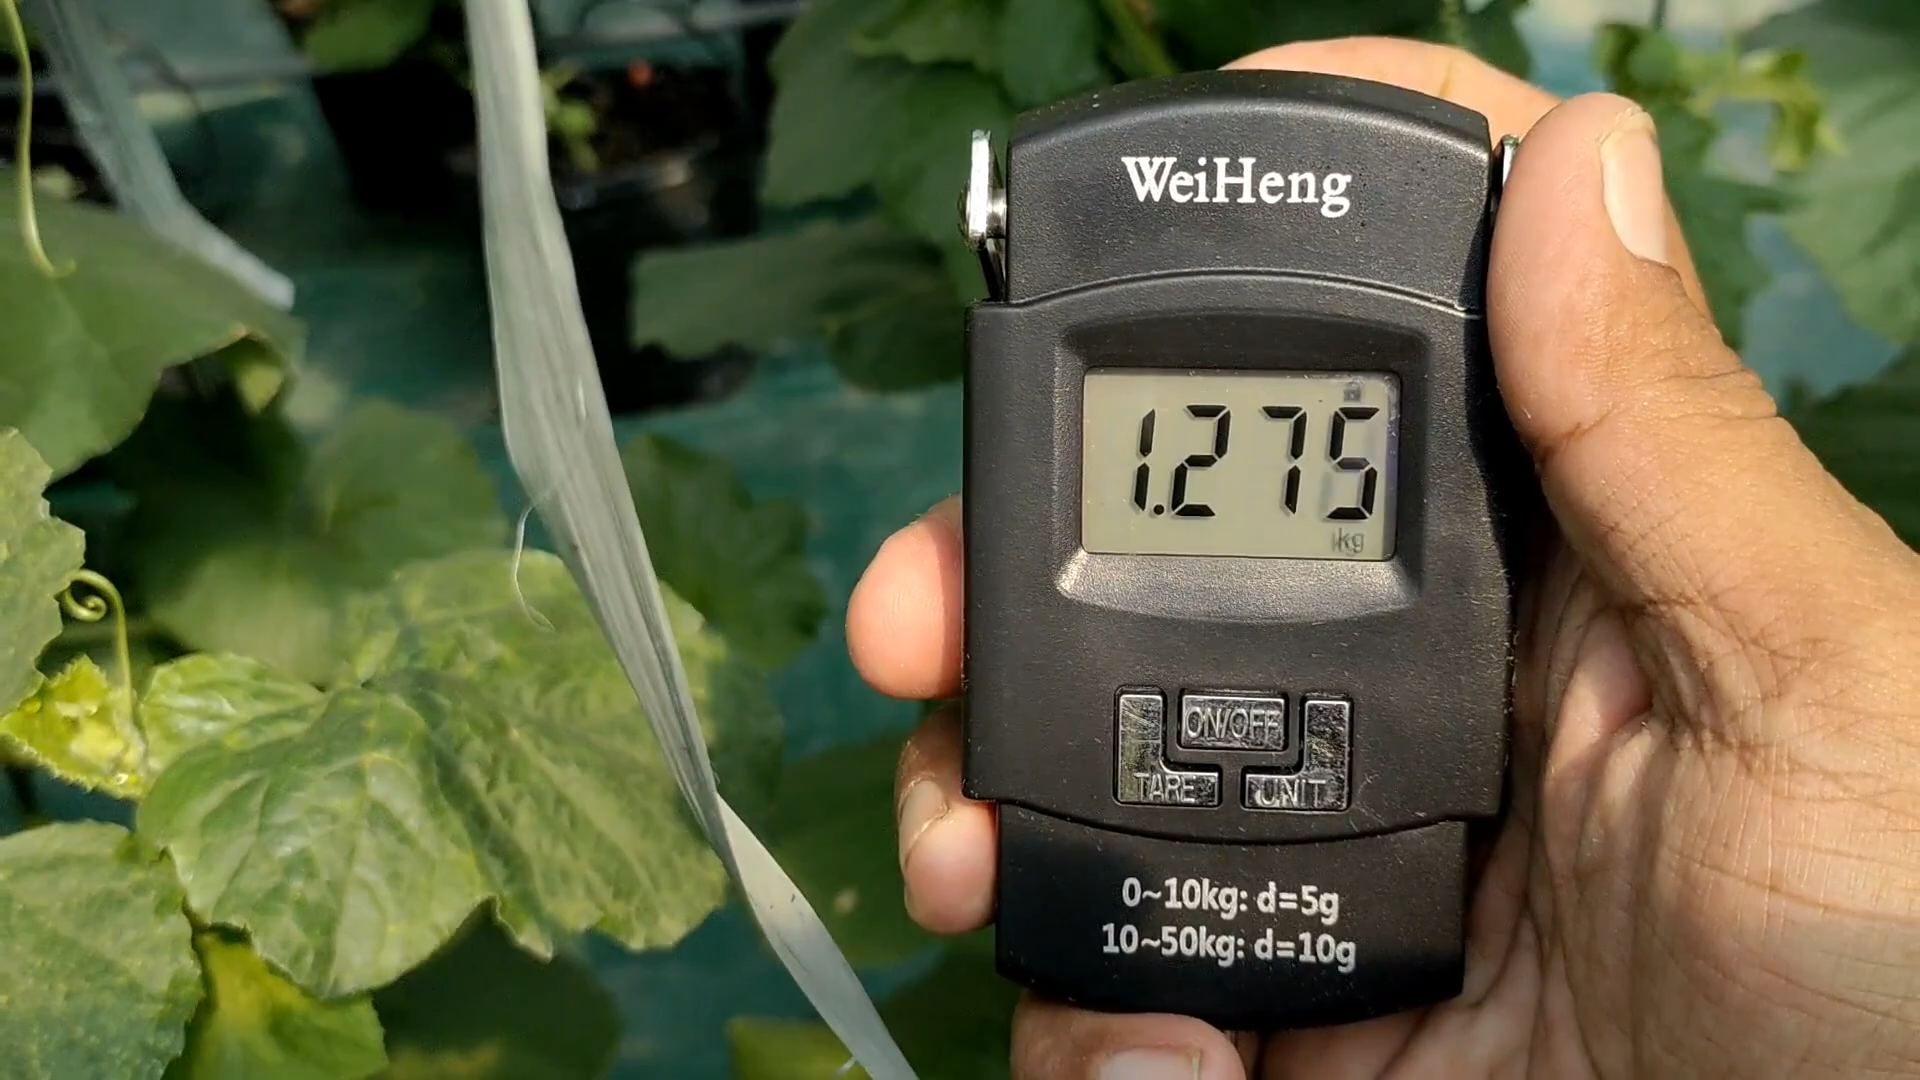 WeiHeng
1.275
kg
ON/OFF
TARE UNIT
0~10kg: d=5g
10~50kg: d=10g